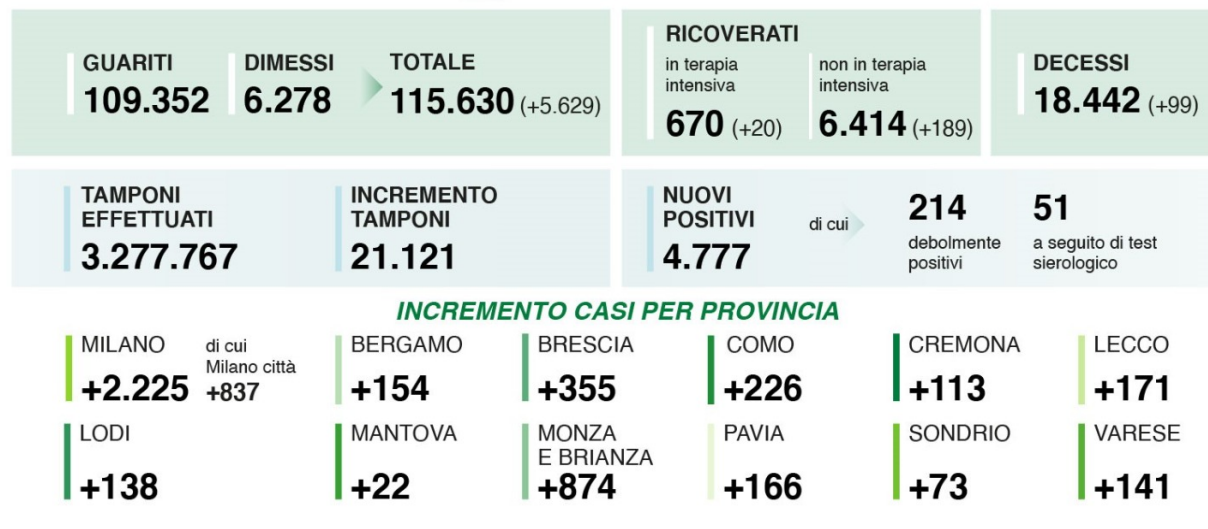 GUARITI
109.352
DIMESSI
6.278
TOTALE
115.630 (+5.629)
RICOVERATI
in terapia
intensiva
670 (+20)
non in terapia
intensiva
6.414 (+189)
DECESSI
18.442 (+99)
TAMPONI
EFFETTUATI
3.277.767
INCREMENTO
TAMPONI
21.121
NUOVI
POSITIVI
4.777
di cui
214
debolmente
positivi
51
a seguito di test
sierologico
INCREMENTO CASI PER PROVINCIA
MILANO
+2.225
di cui
Milano città
+837
BERGAMO
+154
BRESCIA
+355
COMO
+226
CREMONA
+113
LECCO
+171
LODI
+138
MANTOVA
+22
MONZA
E BRIANZA
+874
PAVIA
+166
SONDRIO
+73
VARESE
+141